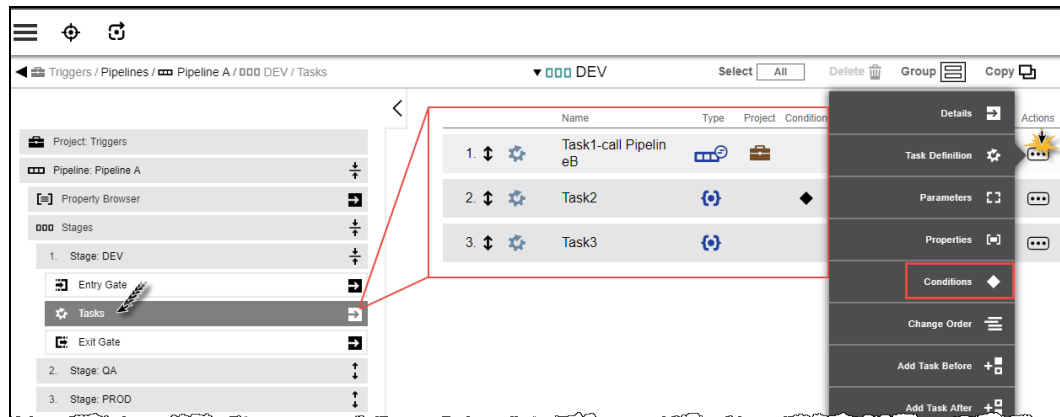 Triggers / Pipelines / Pipeline A / DEV / Tasks
DEV
Select All
Delete
Group
Copy
Name Type Project Condition Actions
Project: Triggers
Pipeline: Pipeline A
Property Browser
Stages
1. Stage: DEV
Entry Gate
Tasks
Exit Gate
2. Stage: QA
3. Stage: PROD
1. Task1-call Pipelin
eB
2. Task2
3. Task3
Details
Task Definition
Parameters
Properties
Conditions
Change Order
Add Task Before
Add Task After